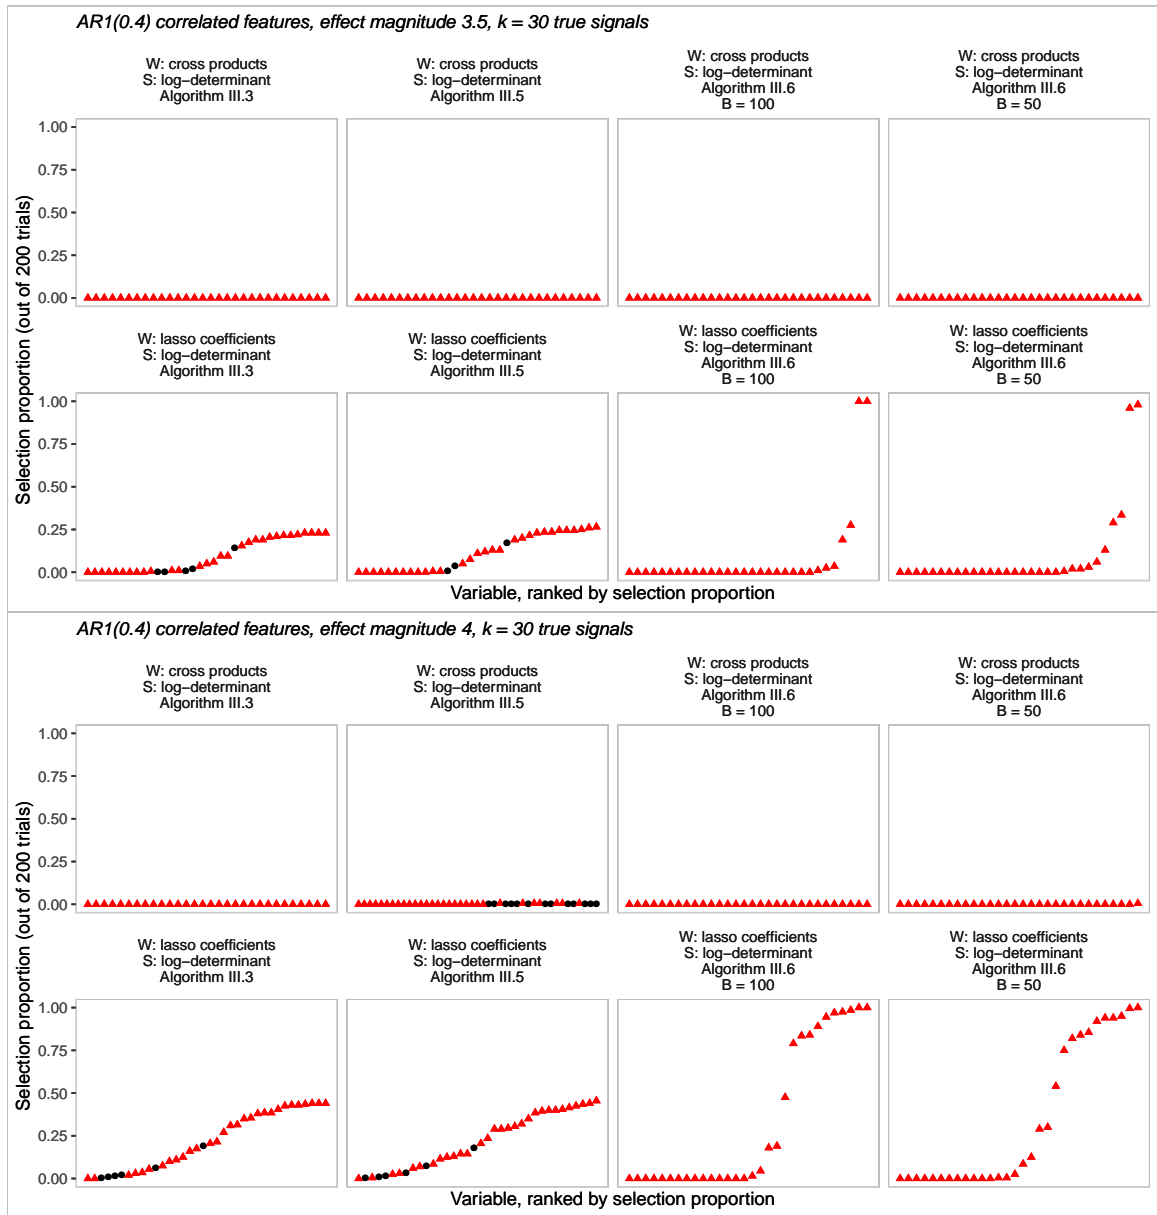 AR1(0.4) correlated features, effect magnitude 3.5, k = 30 true signals
W: cross products
S: log−determinant
Algorithm III.3
W: cross products
S: log−determinant
Algorithm III.5
W: cross products
S: log−determinant
Algorithm III.6
B = 100
W: cross products
S: log−determinant
Algorithm III.6
B = 50
1.00
0.75
0.50
0.25
0.00
W: lasso coefficients
S: log−determinant
Algorithm III.3
W: lasso coefficients
S: log−determinant
Algorithm III.5
W: lasso coefficients
S: log−determinant
Algorithm III.6
B = 100
W: lasso coefficients
S: log−determinant
Algorithm III.6
B = 50
1.00
0.75
0.50
0.25
0.00
Selection proportion (out of 200 trials)
Variable, ranked by selection proportion
AR1(0.4) correlated features, effect magnitude 4, k = 30 true signals
W: cross products
S: log−determinant
Algorithm III.3
W: cross products
S: log−determinant
Algorithm III.5
W: cross products
S: log−determinant
Algorithm III.6
B = 100
W: cross products
S: log−determinant
Algorithm III.6
B = 50
1.00
0.75
0.50
0.25
0.00
W: lasso coefficients
S: log−determinant
Algorithm III.3
W: lasso coefficients
S: log−determinant
Algorithm III.5
W: lasso coefficients
S: log−determinant
Algorithm III.6
B = 100
W: lasso coefficients
S: log−determinant
Algorithm III.6
B = 50
1.00
0.75
0.50
0.25
0.00
Selection proportion (out of 200 trials)
Variable, ranked by selection proportion